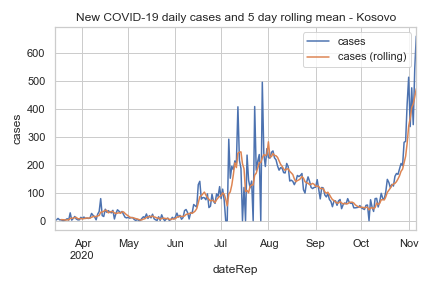 New COVID-19 daily cases and 5 day rolling mean - Kosovo
cases
cases (rolling)
600
500
400
300
200
100
0
cases
Apr May Jun Jul Aug Sep Oct Nov
2020
dateRep